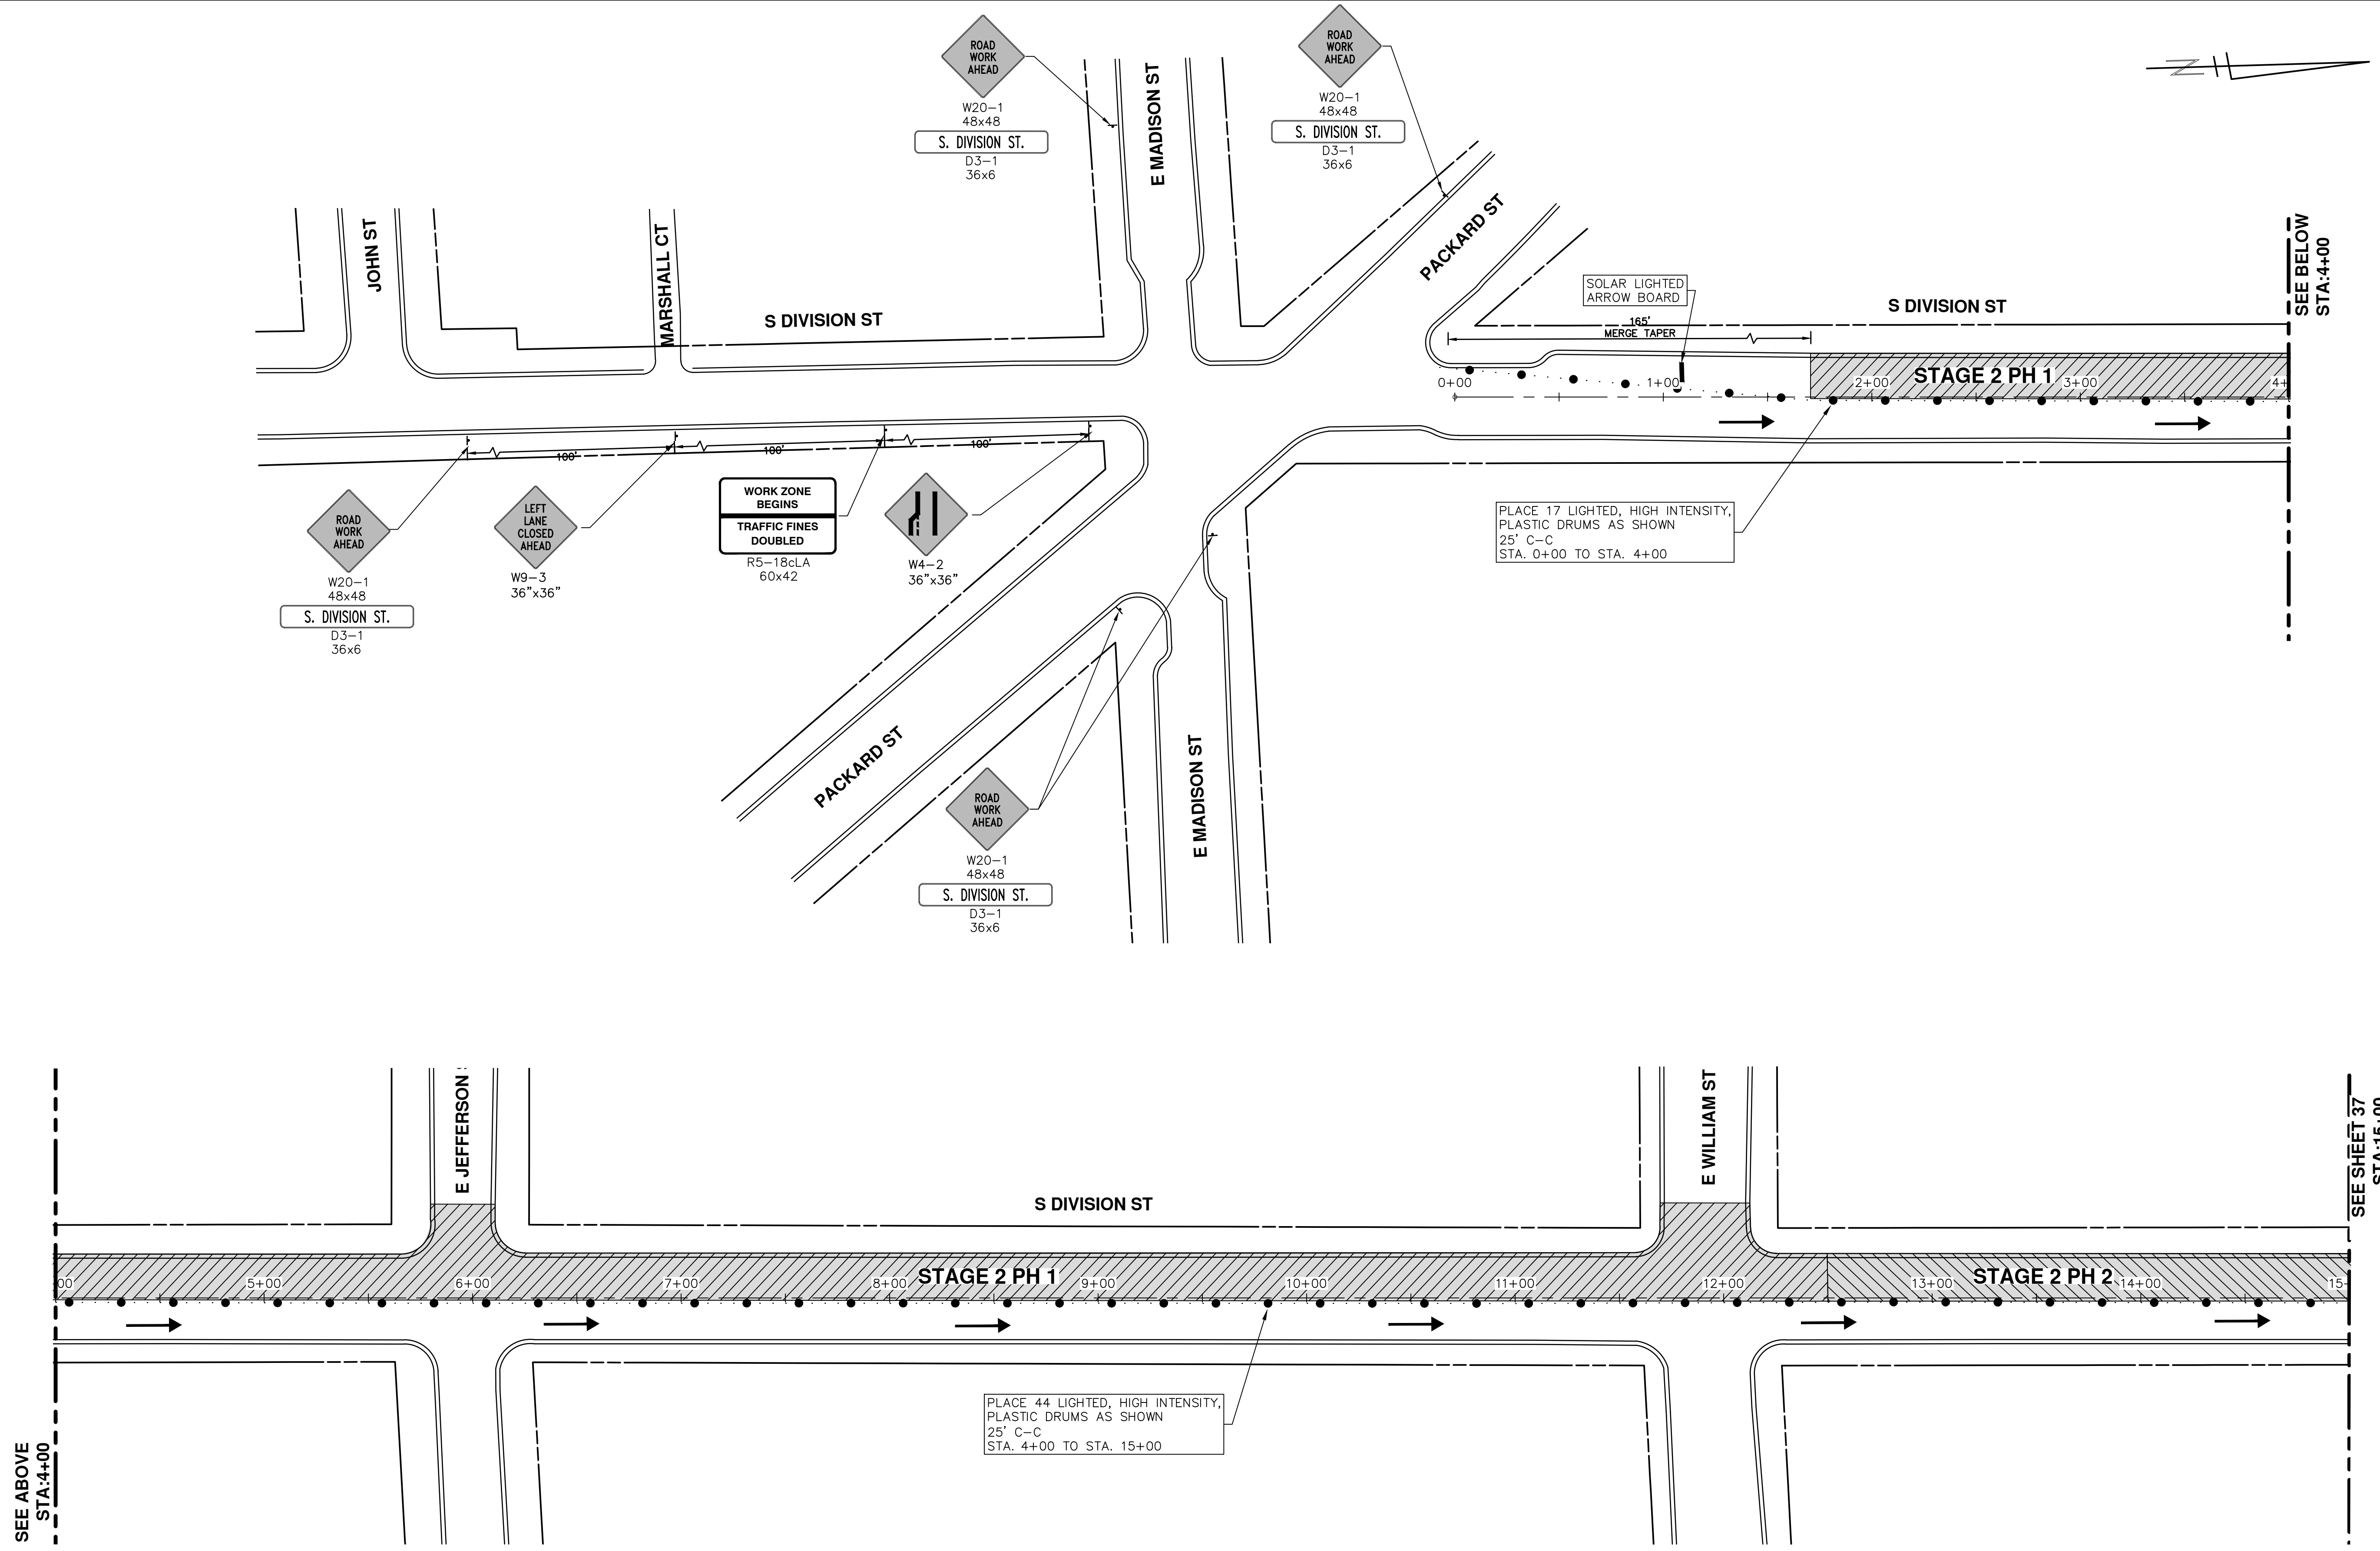 ROAD
WORK
AHEAD
W20-1
48x48
S. DIVISION ST.
D3-1
36x6
E MADISON ST
ROAD
WORK
AHEAD
W20-1
48x48
S. DIVISION ST.
D3-1
36x6
N
JOHN ST
MARSHALL CT
S DIVISION ST
PACKARD ST
SOLAR LIGHTED
ARROW BOARD
165'
MERGE TAPER
S DIVISION ST
SEE BELOW
STA:4+00
0+00
1+00
2+00
STAGE 2 PH 1
3+00
4+
100'
100'
100'
ROAD
WORK
AHEAD
W20-1
48x48
S. DIVISION ST.
D3-1
36x6
LEFT
LANE
CLOSED
AHEAD
W9-3
36"x36"
WORK ZONE
BEGINS
TRAFFIC FINES
DOUBLED
R5-18cLA
60x42
W4-2
36"x36"
PLACE 17 LIGHTED, HIGH INTENSITY,
PLASTIC DRUMS AS SHOWN
25' C-C
STA. 0+00 TO STA. 4+00
PACKARD ST
E MADISON ST
ROAD
WORK
AHEAD
W20-1
48x48
S. DIVISION ST.
D3-1
36x6
E JEFFERSON
S DIVISION ST
E WILLIAM ST
SEE SHEET 37
STA:15+00
00
5+00
6+00
7+00
8+00
STAGE 2 PH 1
9+00
10+00
11+00
12+00
13+00
STAGE 2 PH 2
14+00
15-
PLACE 44 LIGHTED, HIGH INTENSITY,
PLASTIC DRUMS AS SHOWN
25' C-C
STA. 4+00 TO STA. 15+00
SEE ABOVE
STA:4+00